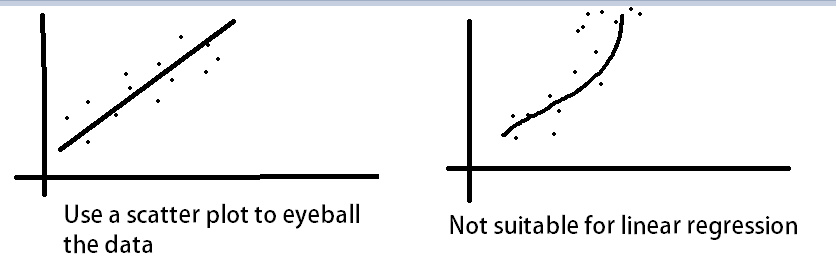 Use a scatter plot to eyeball
the data
Not suitable for linear regression